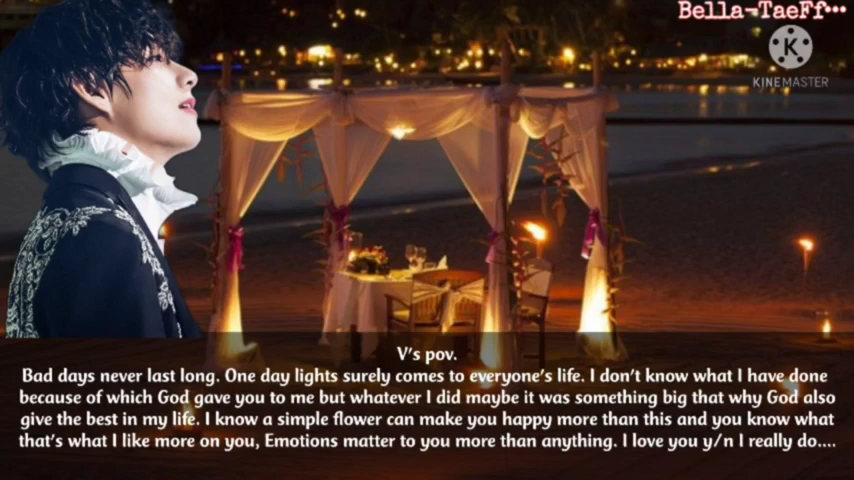 Bella-TaeFf...
KINEMASTER
V's pov.
Bad days never last long. One day lights surely comes to everyone's life. I don't know what I have done
because of which God gave you to me but whatever I did maybe it was something big that why God also
give the best in my life. I know a simple flower can make you happy more than this and you know what
that's what I like more on you, Emotions matter to you more than anything. I love you y/n I really do....